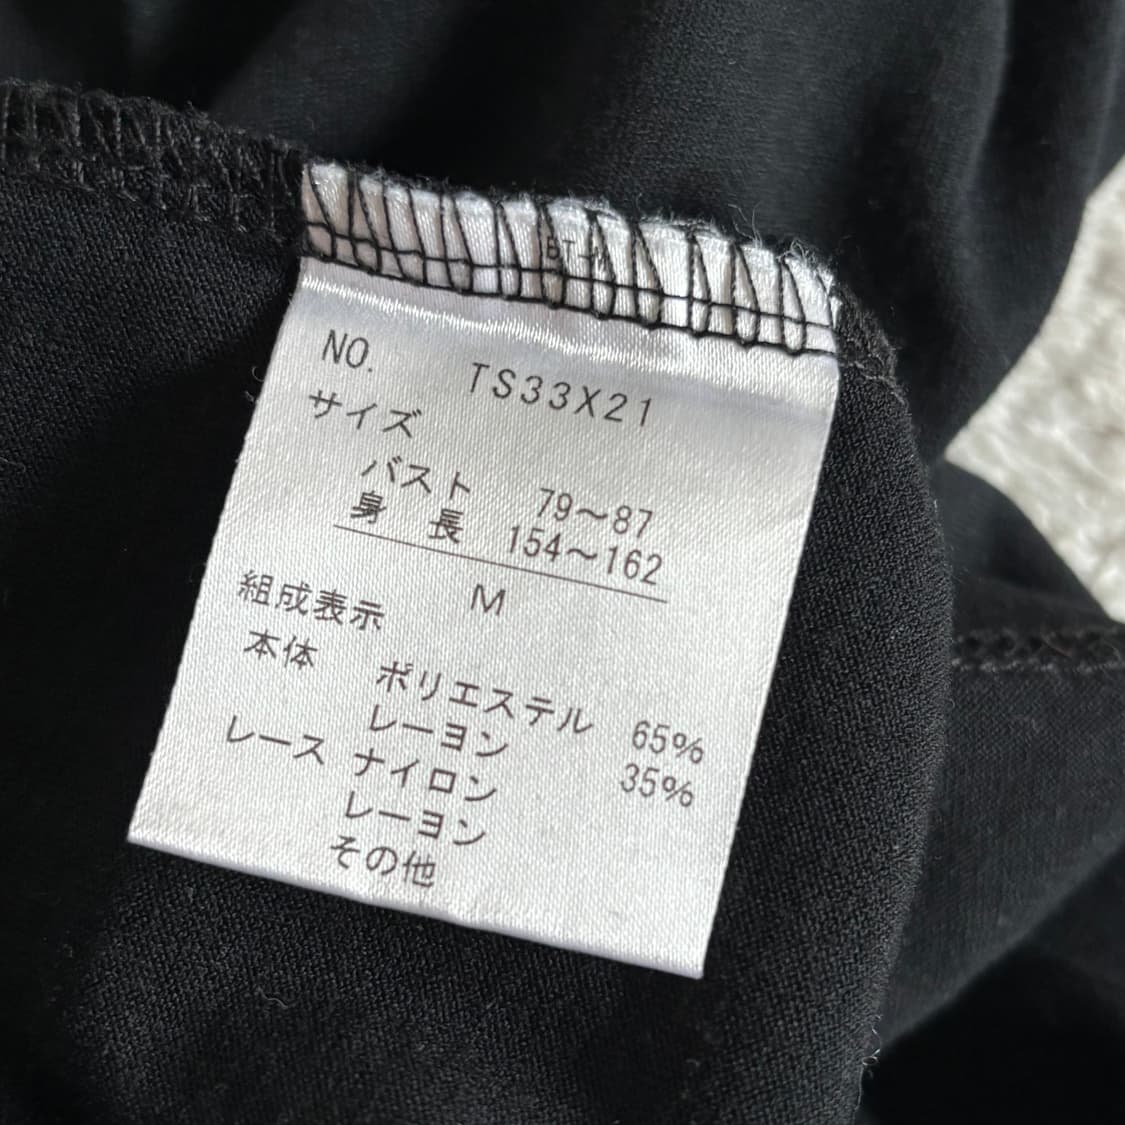 NO. TS33X21
サイズ
バスト 79～87
身 長 154～162
M
組成表示
本体 ポリエステル 65%
レーヨン 35%
レース ナイロン
レーヨン
その他